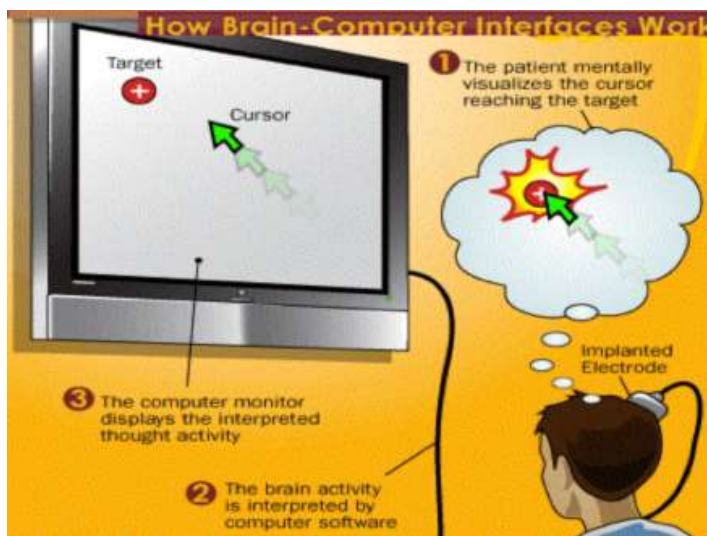 How Brain-Computer Interfaces Work
Target
Cursor
1 The patient mentally
visualizes the cursor
reaching the target
Implanted
Electrode
3 The computer monitor
displays the interpreted
thought activity
2 The brain activity
is interpreted by
computer software